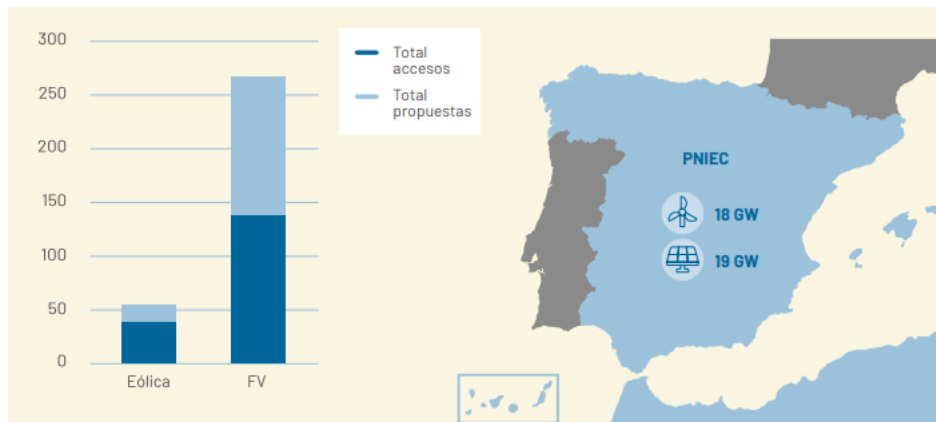 300
250
200
150
100
50
0
Eólica
FV
Total
accesos
Total
propuestas
PNIEC
18 GW
19 GW